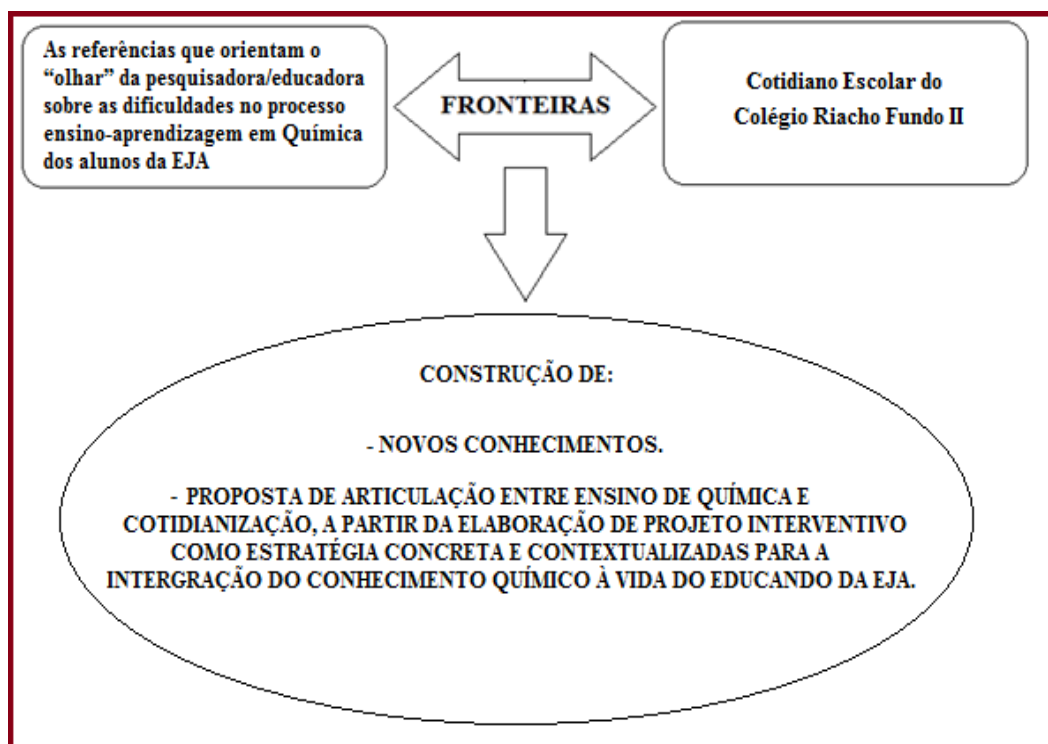 As referências que orientam o
“olhar” da pesquisadora/educadora
sobre as dificuldades no processo
ensino-aprendizagem em Química
dos alunos da EJA
FRONTEIRAS
Cotidiano Escolar do
Colégio Riacho Fundo II
CONSTRUÇÃO DE:
- NOVOS CONHECIMENTOS.
- PROPOSTA DE ARTICULAÇÃO ENTRE ENSINO DE QUÍMICA E
COTIDIANIZAÇÃO, A PARTIR DA ELABORAÇÃO DE PROJETO INTERVENTIVO
COMO ESTRATÉGIA CONCRETA E CONTEXTUALIZADAS PARA A
INTERGRAÇÃO DO CONHECIMENTO QUÍMICO À VIDA DO EDUCANDO DA EJA.